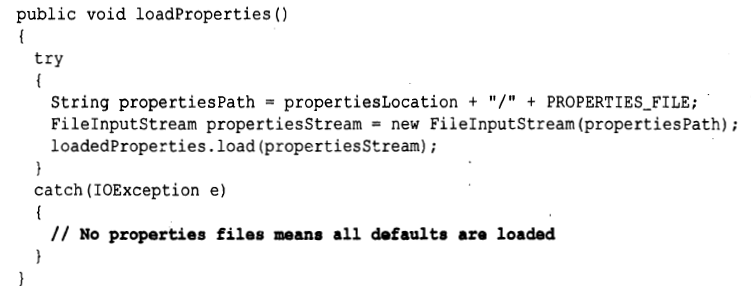 public void loadProperties()
{
try
{
String propertiesPath = propertiesLocation + "/" + PROPERTIES_FILE;
FileInputStream propertiesStream = new FileInputStream(propertiesPath);
loadedProperties.load(propertiesStream);
}
catch(IOException e)
{
// No properties files means all defaults are loaded
}
}